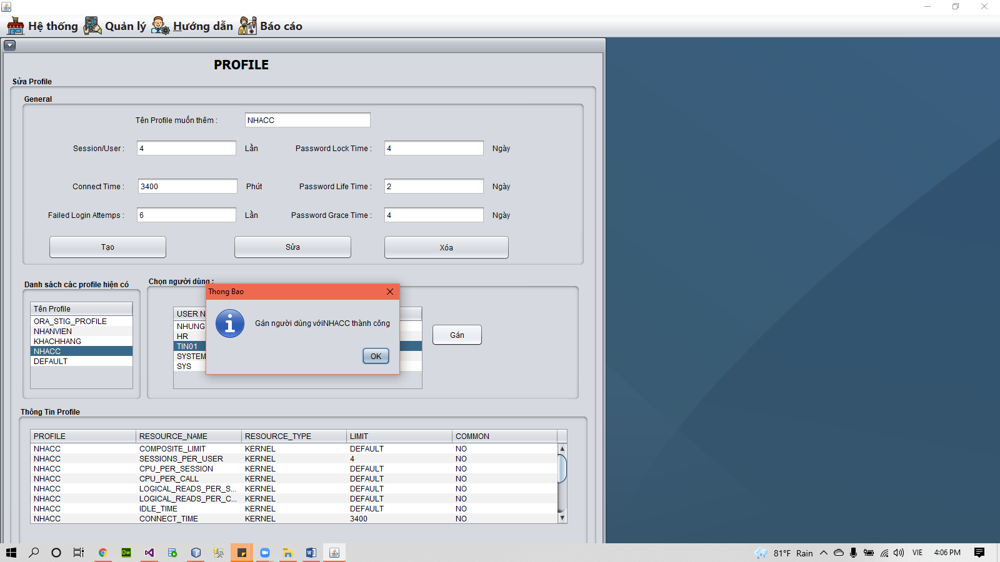 Hệ thống Quản lý Hướng dẫn Báo cáo
PROFILE
Sửa Profile
General
Tên Profile muốn thêm : NHACC
Session/User : 4 Lần Password Lock Time : 4 Ngày
Connect Time : 3400 Phút Password Life Time : 2 Ngày
Failed Login Attemps : 6 Lần Password Grace Time : 4 Ngày
Tạo Sửa Xóa
Danh sách các profile hiện có
Tên Profile
ORA_STIG_PROFILE
NHANVIEN
KHACHHANG
NHACC
DEFAULT
Chọn người dùng :
USER N
NHUNG
HR
TIN01
SYSTEM
SYS
Gán
Thong Bao
Gán người dùng vớiNHACC thành công
OK
Thông Tin Profile
PROFILE RESOURCE_NAME RESOURCE_TYPE LIMIT COMMON
NHACC COMPOSITE_LIMIT KERNEL DEFAULT NO
NHACC SESSIONS_PER_USER KERNEL 4 NO
NHACC CPU_PER_SESSION KERNEL DEFAULT NO
NHACC CPU_PER_CALL KERNEL DEFAULT NO
NHACC LOGICAL_READS_PER_S... KERNEL DEFAULT NO
NHACC LOGICAL_READS_PER_C... KERNEL DEFAULT NO
NHACC IDLE_TIME KERNEL DEFAULT NO
NHACC CONNECT_TIME KERNEL 3400 NO
Dw
81°F Rain VIE 4:06 PM